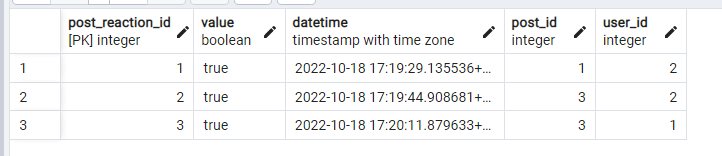 post_reaction_id value datetime post_id user_id
[PK] integer boolean timestamp with time zone integer integer
1 1 true 2022-10-18 17:19:29.135536+... 1 2
2 2 true 2022-10-18 17:19:44.908681+... 3 2
3 3 true 2022-10-18 17:20:11.879633+... 3 1